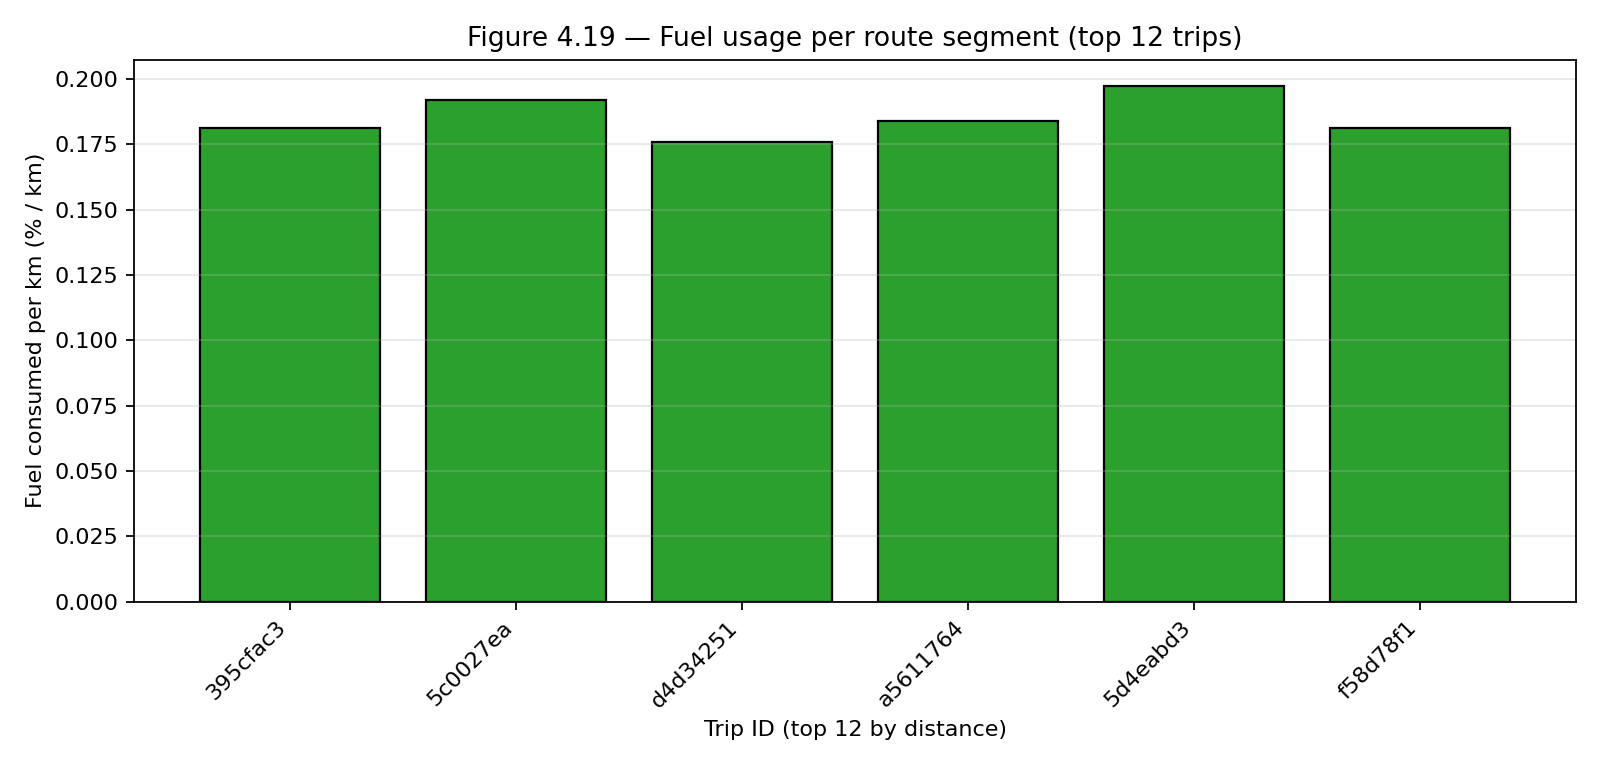 Figure 4.19 — Fuel usage per route segment (top 12 trips)
Fuel consumed per km (% / km)
0.200
0.175
0.150
0.125
0.100
0.075
0.050
0.025
0.000
395cfac3
5c0027ea
d4d34251
a5611764
5d4eabd3
f58d78f1
Trip ID (top 12 by distance)